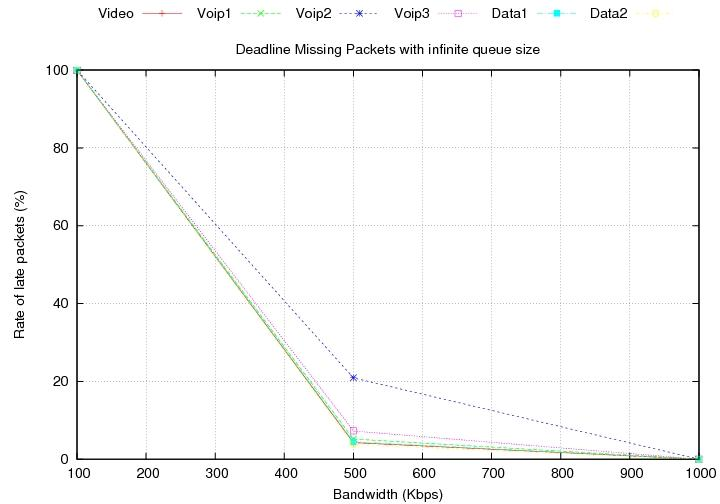 Video Voip1 Voip2 Voip3 Data1 Data2
Deadline Missing Packets with infinite queue size
100
80
60
40
20
0
Rate of late packets (%)
100 200 300 400 500 600 700 800 900 1000
Bandwidth (Kbps)